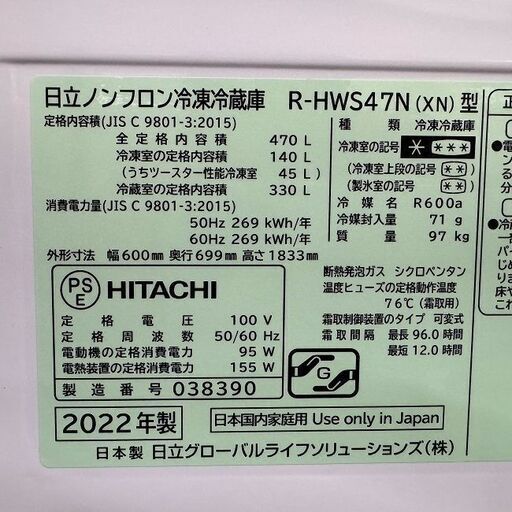 日立ノンフロン冷凍冷蔵庫 R-HWS47N (XN) 型
定格内容積(JIS C 9801-3:2015)
全定格内容積 470 L
冷凍室の定格内容積 140 L
(うちツースター性能冷凍室 45 L)
冷蔵室の定格内容積 330 L
消費電力量(JIS C 9801-3:2015)
50Hz 269 kWh/年
60Hz 269 kWh/年
外形寸法 幅600mm 奥行699mm 高さ1833mm
種類 冷凍冷蔵庫
冷凍室の記号 * ***
(冷凍室上段の記号 **)
(製氷室の記号 **)
冷媒名 R600a
冷媒封入量 71 g
質量 97 kg
断熱発泡ガス シクロペンタン
温度ヒューズの定格動作温度
76℃(霜取用)
霜取制御装置のタイプ 可変式
霜取間隔 最長 96.0 時間
最短 12.0 時間
PSE HITACHI
定格電圧 100 V
定格周波数 50/60 Hz
電動機の定格消費電力 95 W
電熱装置の定格消費電力 155 W
製造番号 038390
G
2022年製
日本国内家庭用 Use only in Japan
日本製 日立グローバルライフソリューションズ(株)